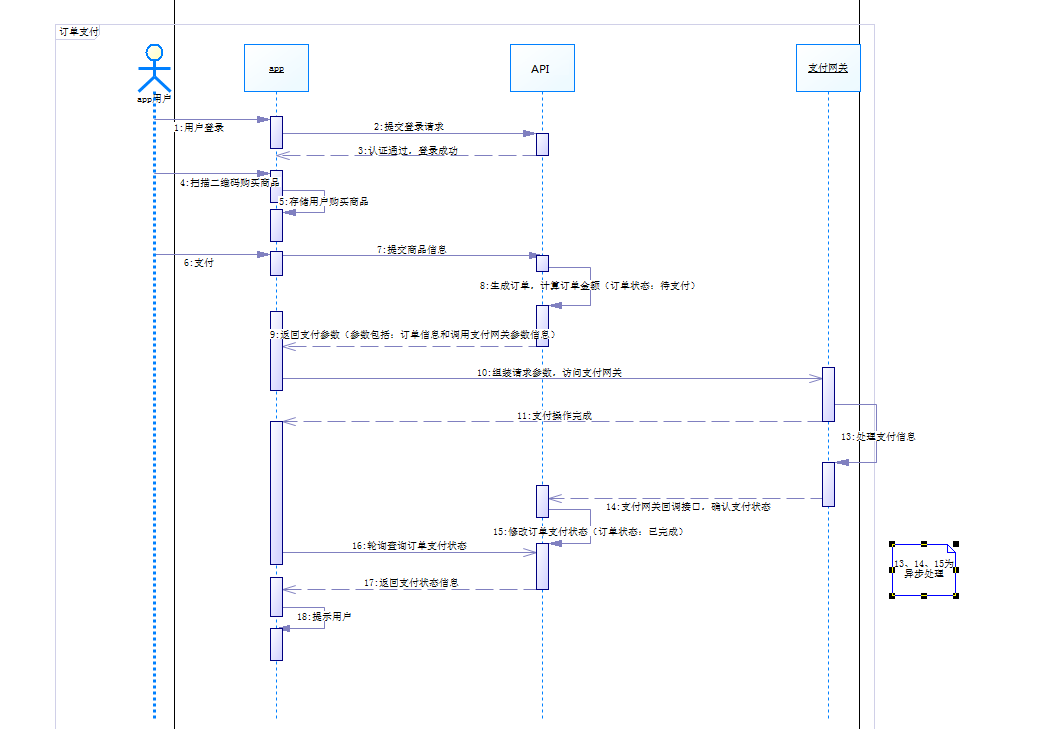 订单支付
app用户
app
API
支付网关
1:用户登录
2:提交登录请求
3:认证通过，登录成功
4:扫描二维码购买商品
5:存储用户购买商品
6:支付
7:提交商品信息
8:生成订单，计算订单金额（订单状态：待支付）
9:返回支付参数（参数包括：订单信息和调用支付网关参数信息）
10:组装请求参数，访问支付网关
11:支付操作完成
13:处理支付信息
14:支付网关回调接口，确认支付状态
15:修改订单支付状态（订单状态：已完成）
16:轮询查询订单支付状态
17:返回支付状态信息
18:提示用户
13、14、15为
异步处理